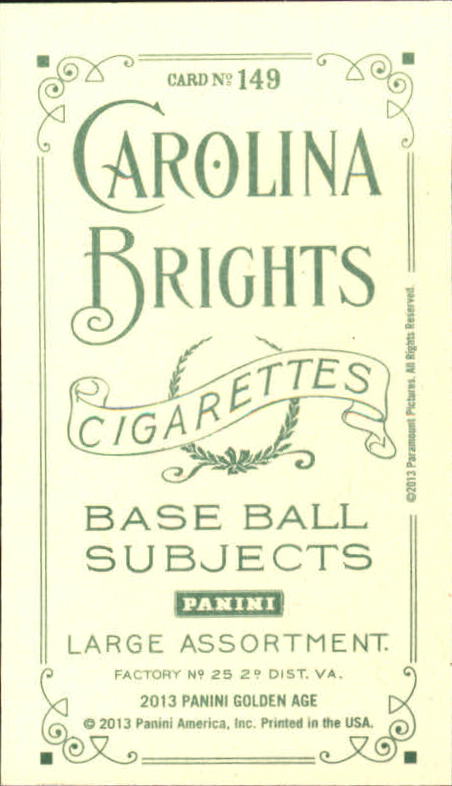 CARD Nº 149
CAROLINA
BRIGHTS
CIGARETTES
BASE BALL
SUBJECTS
PANINI
LARGE ASSORTMENT.
FACTORY Nº 25 2º DIST. VA.
2013 PANINI GOLDEN AGE
© 2013 Panini America, Inc. Printed in the USA.
©2013 Paramount Pictures. All Rights Reserved.